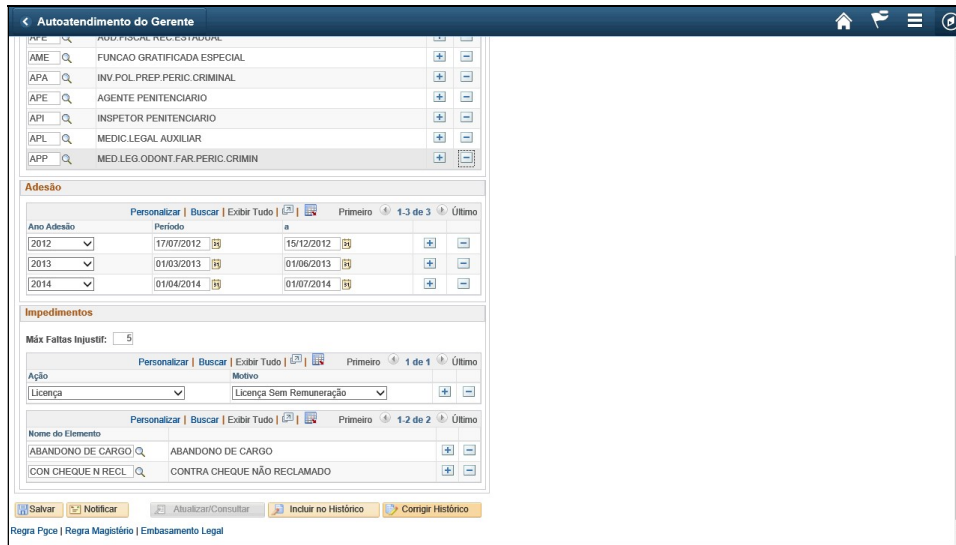 Autoatendimento do Gerente
AFE AUD.FISCAL REC.ESTADUAL
AME FUNCAO GRATIFICADA ESPECIAL
APA INV.POL.PREP.PERIC.CRIMINAL
APE AGENTE PENITENCIARIO
API INSPETOR PENITENCIARIO
APL MEDIC.LEGAL AUXILIAR
APP MED.LEG.ODONT.FAR.PERIC.CRIMIN
Adesão
Personalizar | Buscar | Exibir Tudo | | Primeiro 1-3 de 3 Último
Ano Adesão Período a
2012 17/07/2012 15/12/2012
2013 01/03/2013 01/06/2013
2014 01/04/2014 01/07/2014
Impedimentos
Máx Faltas Injustif: 5
Personalizar | Buscar | Exibir Tudo | | Primeiro 1 de 1 Último
Ação Motivo
Licença Licença Sem Remuneração
Personalizar | Buscar | Exibir Tudo | | Primeiro 1-2 de 2 Último
Nome do Elemento
ABANDONO DE CARGO ABANDONO DE CARGO
CON CHEQUE N RECL CONTRA CHEQUE NÃO RECLAMADO
Salvar Notificar Atualizar/Consultar Incluir no Histórico Corrigir Histórico
Regra Pgce | Regra Magistério | Embasamento Legal